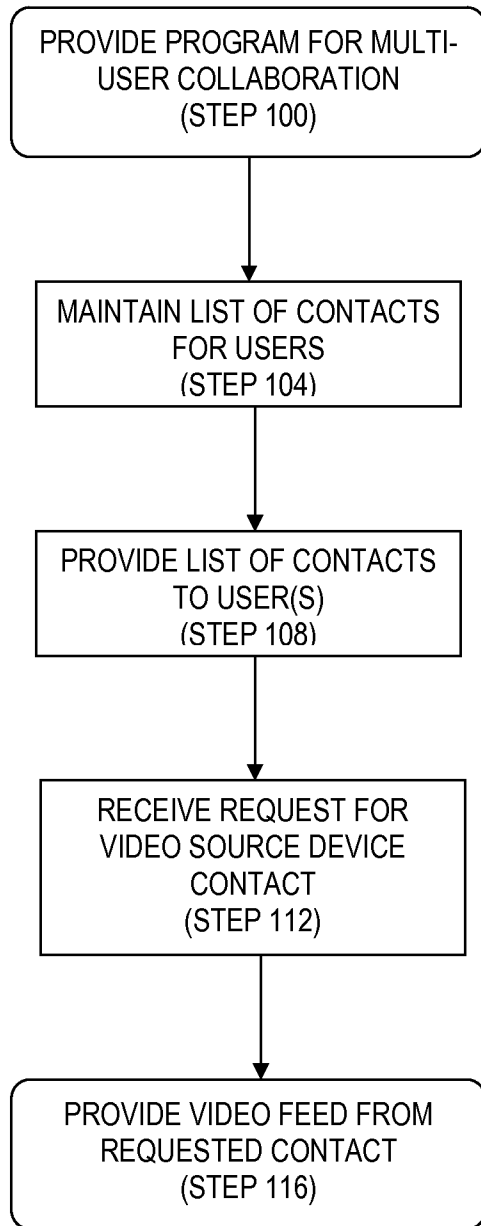 PROVIDE PROGRAM FOR MULTI-
USER COLLABORATION
(STEP 100)
MAINTAIN LIST OF CONTACTS
FOR USERS
(STEP 104)
PROVIDE LIST OF CONTACTS
TO USER(S)
(STEP 108)
RECEIVE REQUEST FOR
VIDEO SOURCE DEVICE
CONTACT
(STEP 112)
PROVIDE VIDEO FEED FROM
REQUESTED CONTACT
(STEP 116)